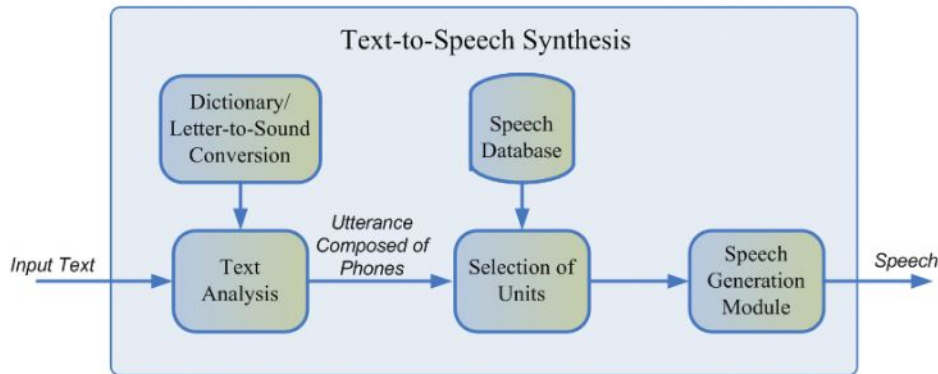 Text-to-Speech Synthesis
Dictionary/
Letter-to-Sound
Conversion
Speech
Database
Input Text
Text
Analysis
Utterance
Composed of
Phones
Selection of
Units
Speech
Generation
Module
Speech